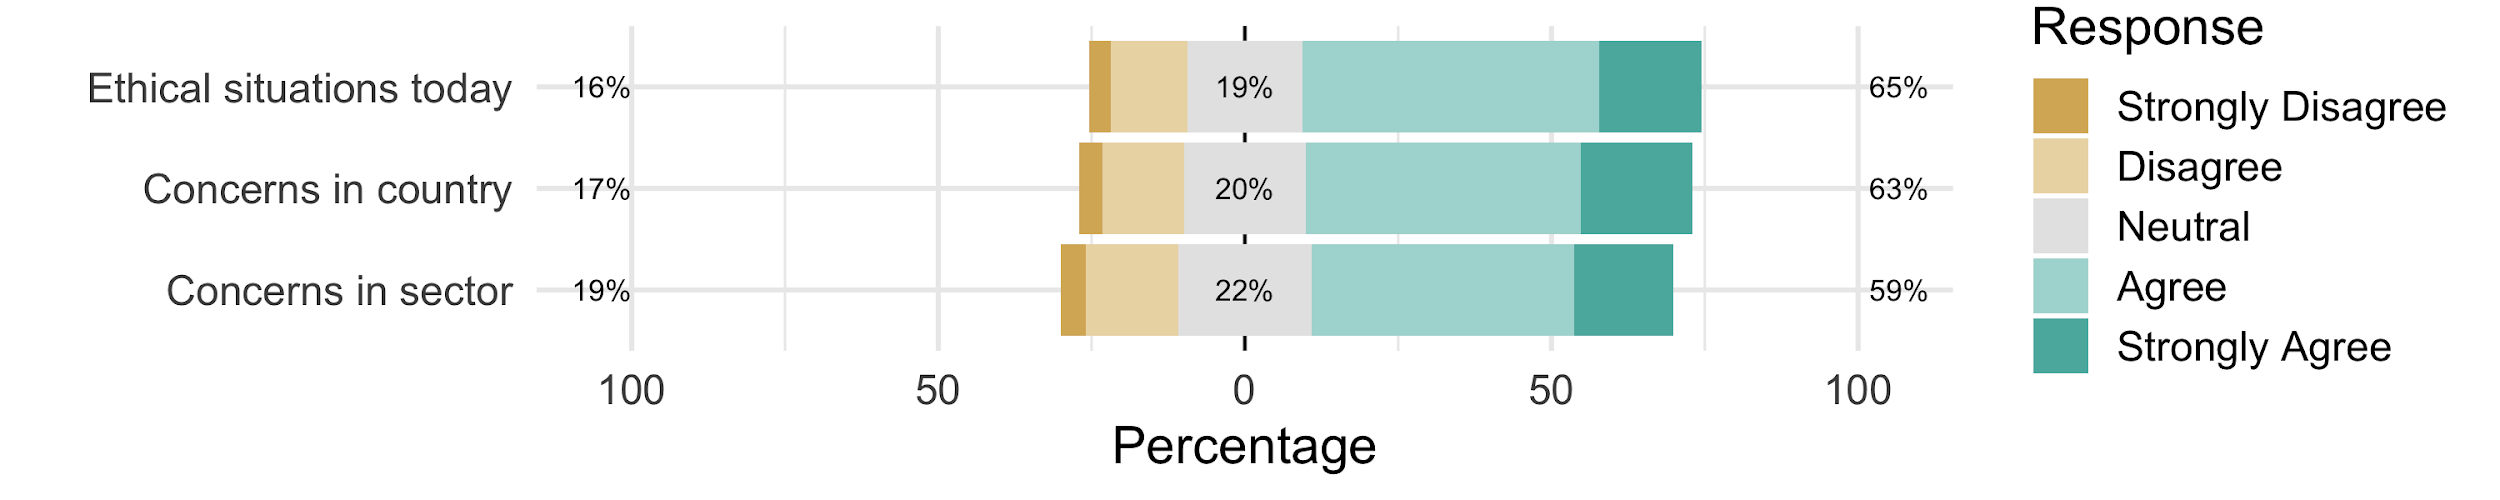 Ethical situations today 16% 19% 65%
Concerns in country 17% 20% 63%
Concerns in sector 19% 22% 59%
100 50 0 50 100
Percentage
Response
Strongly Disagree
Disagree
Neutral
Agree
Strongly Agree